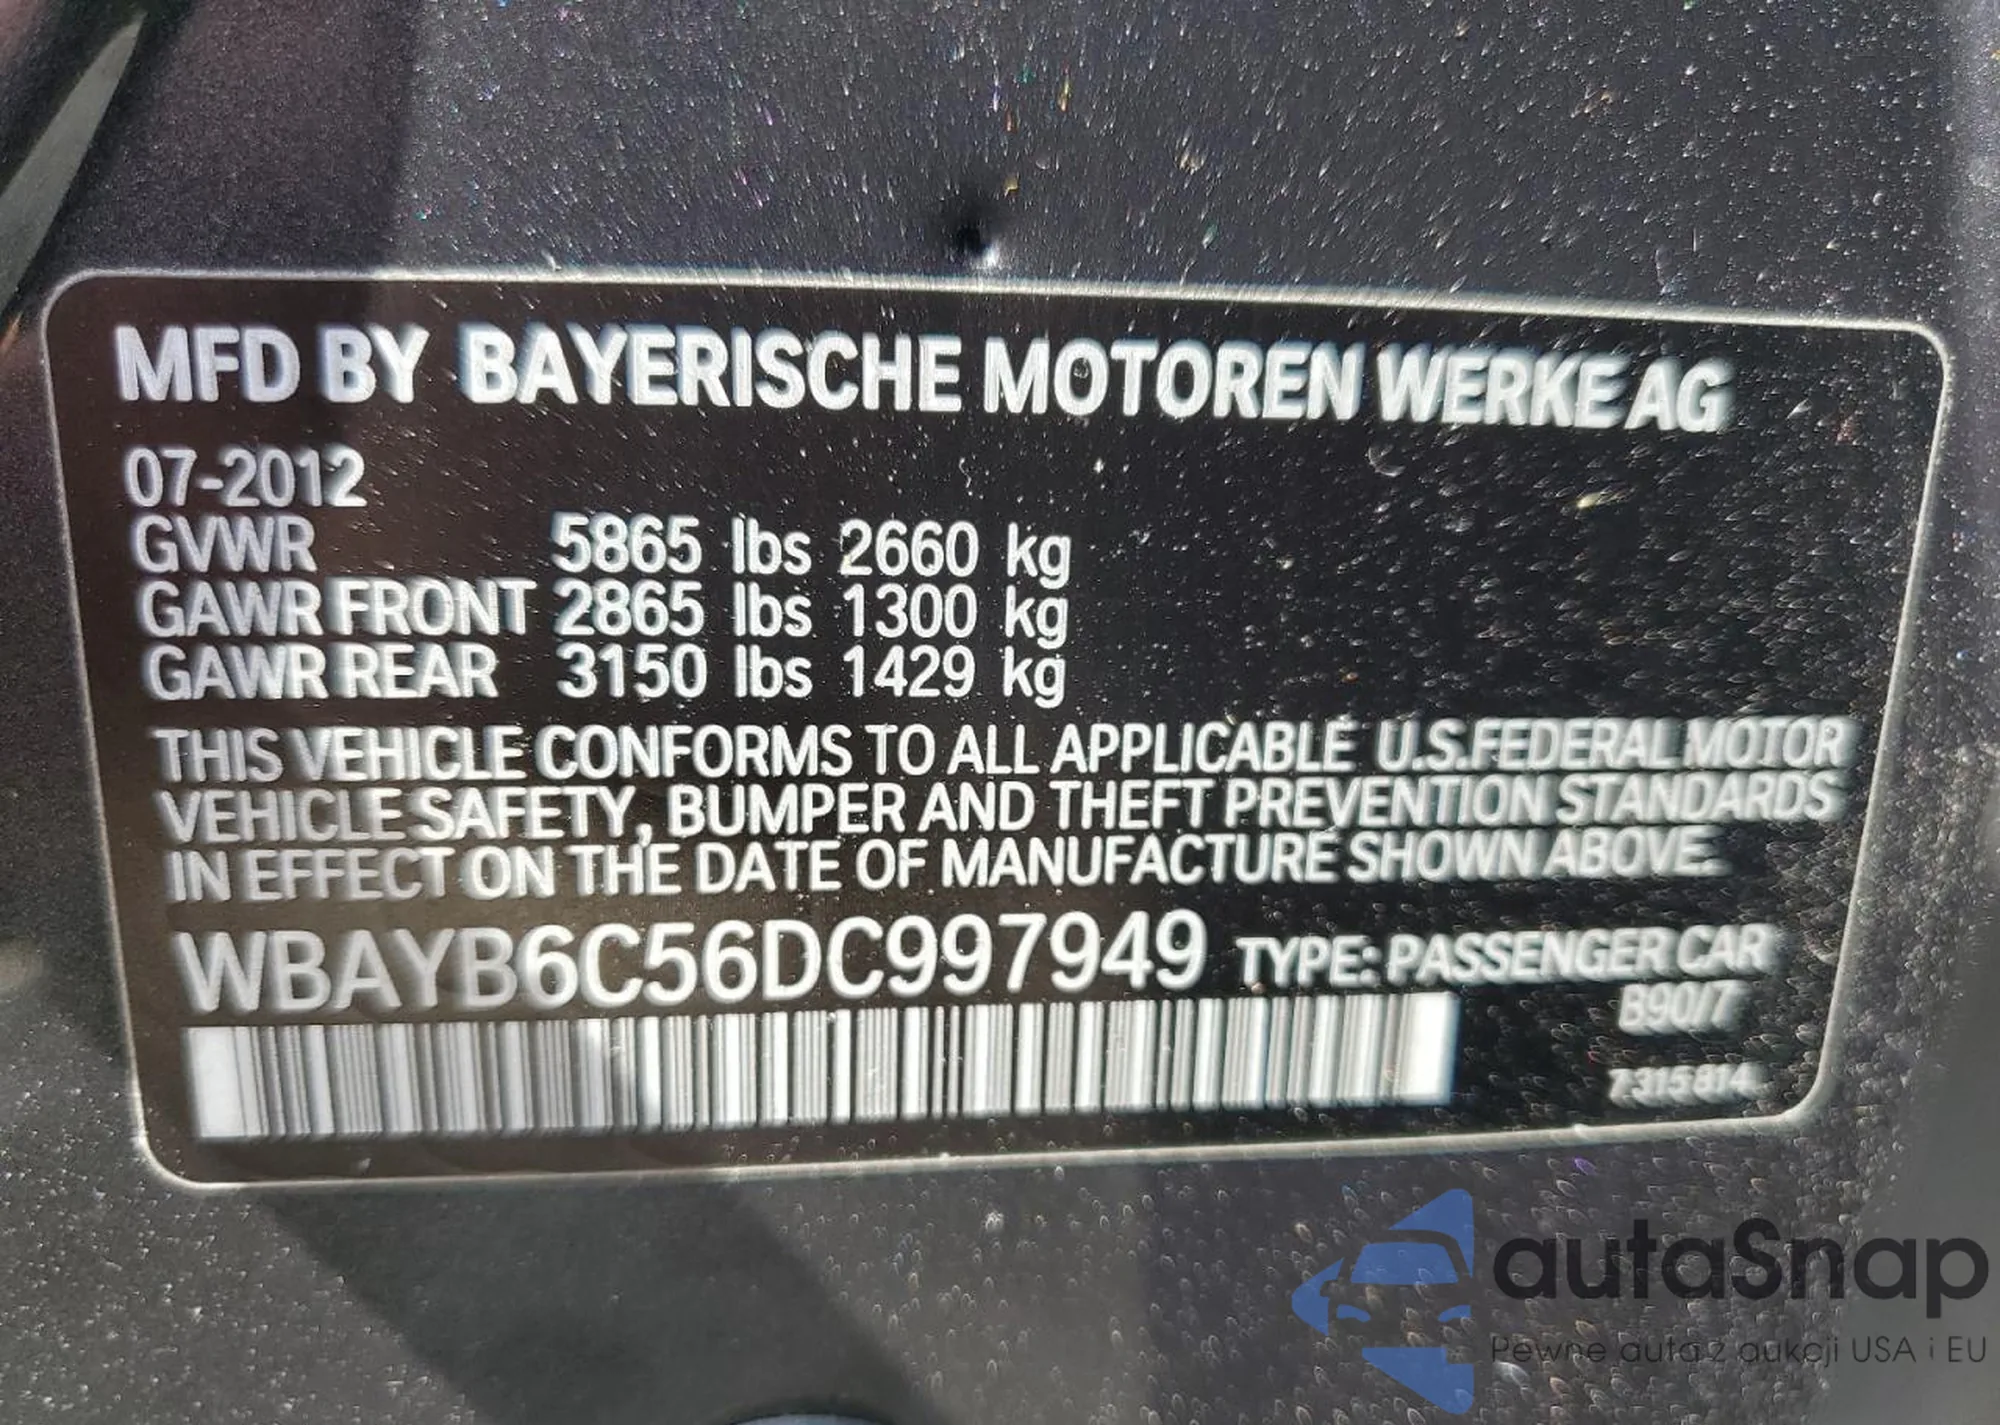 MFD BY BAYERISCHE MOTOREN WERKE AG
07-2012
GVWR 5865 lbs 2660 kg
GAWR FRONT 2865 lbs 1300 kg
GAWR REAR 3150 lbs 1429 kg
THIS VEHICLE CONFORMS TO ALL APPLICABLE U.S.FEDERAL MOTOR
VEHICLE SAFETY, BUMPER AND THEFT PREVENTION STANDARDS
IN EFFECT ON THE DATE OF MANUFACTURE SHOWN ABOVE.
WBAYB6C56DC997949 TYPE: PASSENGER CAR
B90/7
7315814
autaSnap
Pewne auta z aukcji USA i EU